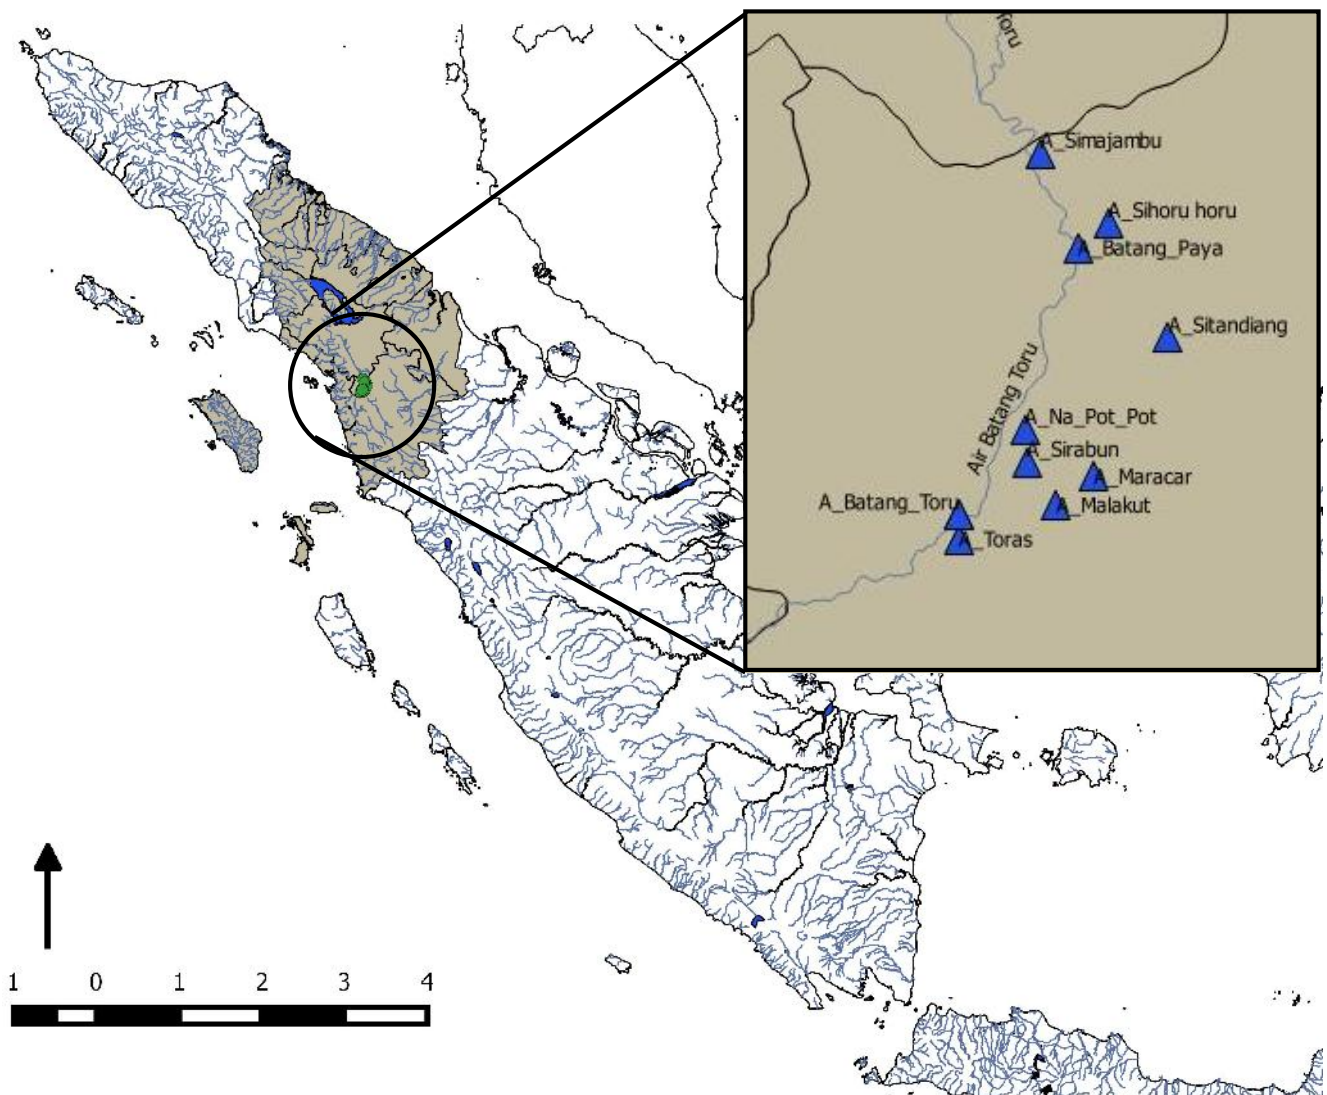 Toru
A_Simajambu
A_Sihoru horu
A_Batang_Paya
A_Sitandiang
Air Batang Toru
A_Na_Pot_Pot
A_Sirabun
A_Maracar
A_Batang_Toru
A_Malakut
A_Toras
1 0 1 2 3 4